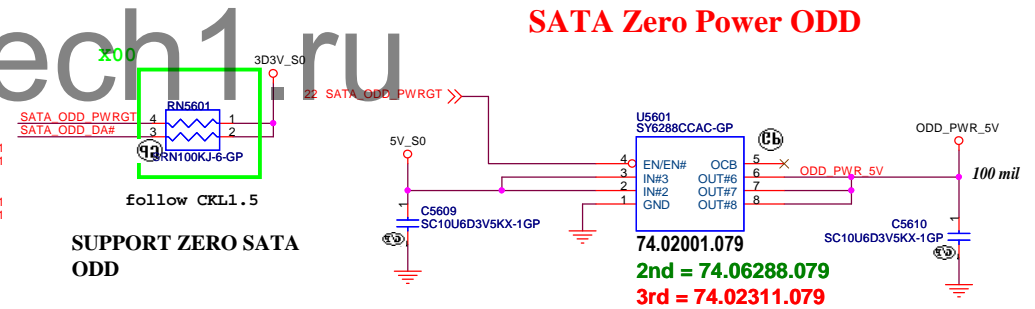 SATA Zero Power ODD
ech1.ru
X00
3D3V_S0
RN5601
SATA_ODD_PWRGT 4 1
SATA_ODD_DA# 3 2
SRN100KJ-6-GP
follow CKL1.5
SUPPORT ZERO SATA
ODD
22 SATA_ODD_PWRGT
5V_S0
C5609
SC10U6D3V5KX-1GP
1
U5601
SY6288CCAC-GP
4 EN/EN# OCB 5
3 IN#3 OUT#6 6
2 IN#2 OUT#7 7
1 GND OUT#8 8
74.02001.079
2nd = 74.06288.079
3rd = 74.02311.079
ODD_PWR_5V
ODD_PWR_5V
100 mil
C5610
SC10U6D3V5KX-1GP
1